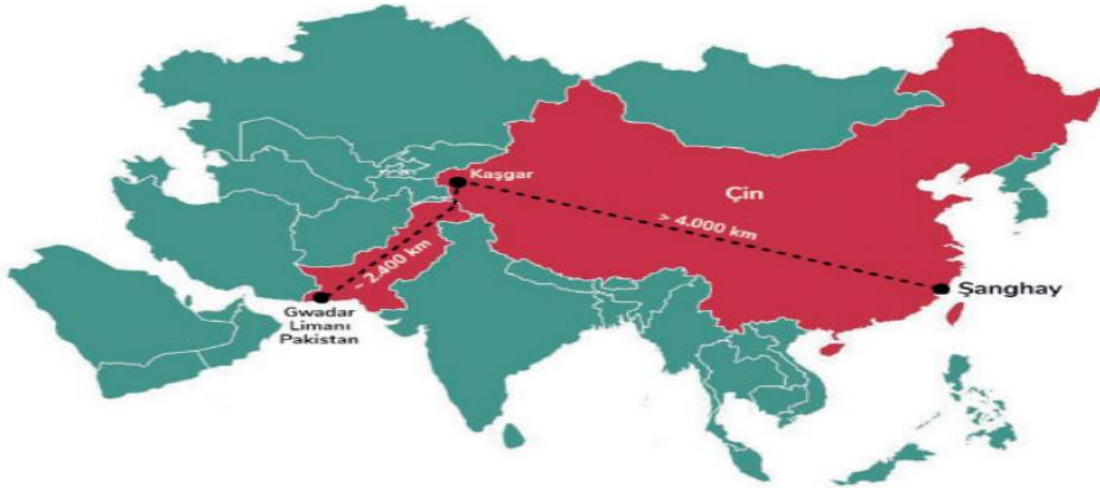 Kaşgar
Çin
> 4.000 km
~ 2.400 km
Şanghay
Gwadar
Limanı
Pakistan